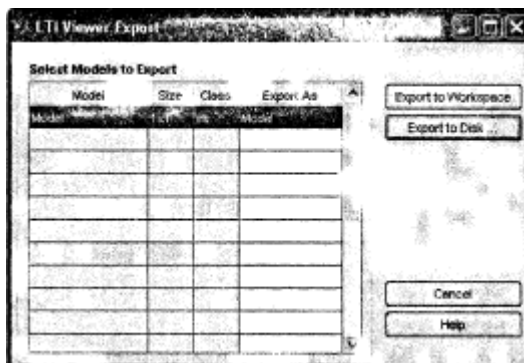 LTI Viewer Export
Select Models to Export
Model Size Class Export As
Model Model
Export to Workspace
Export to Disk ...
Cancel
Help